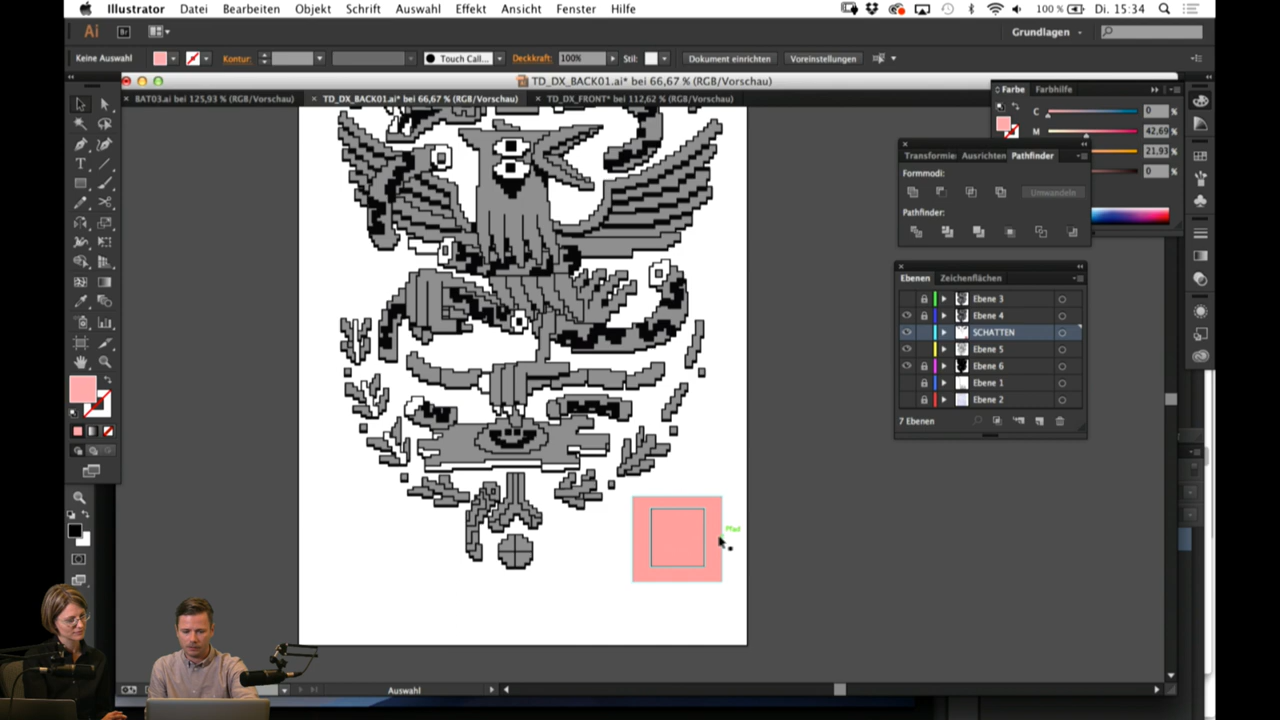 Illustrator Datei Bearbeiten Objekt Schrift Auswahl Effekt Ansicht Fenster Hilfe 100 % Di. 15:34
Ai Br Grundlagen
Keine Auswahl Kontur: Touch Call... Deckkraft: 100% Stil: Dokument einrichten Voreinstellungen
TD_DX_BACK01.ai* bei 66,67 % (RGB/Vorschau)
BAT03.ai bei 125,93 % (RGB/Vorschau) TD_DX_BACK01.ai* bei 66,67 % (RGB/Vorschau) TD_DX_FRONT* bei 112,62 % (RGB/Vorschau)
Farbe Farbhilfe
C 0 %
M 42,69 %
21,93 %
0 %
Transformie Ausrichten Pathfinder
Formmodi:
Umwandeln
Pathfinder:
Ebenen Zeichenflächen
Ebene 3
Ebene 4
SCHATTEN
Ebene 5
Ebene 6
Ebene 1
Ebene 2
7 Ebenen
Pfad
Auswahl